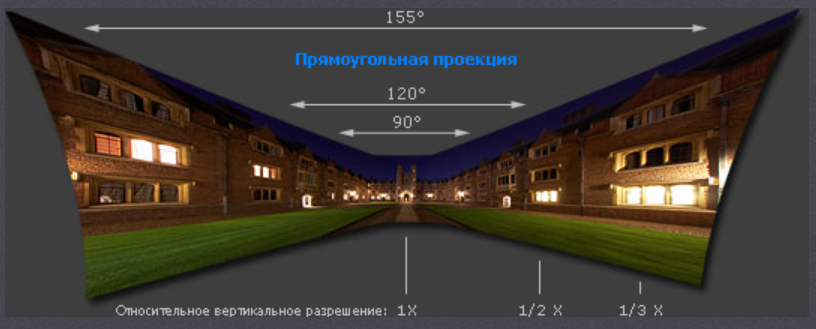 155°
Прямоугольная проекция
120°
90°
Относительное вертикальное разрешение: 1X 1/2 X 1/3 X